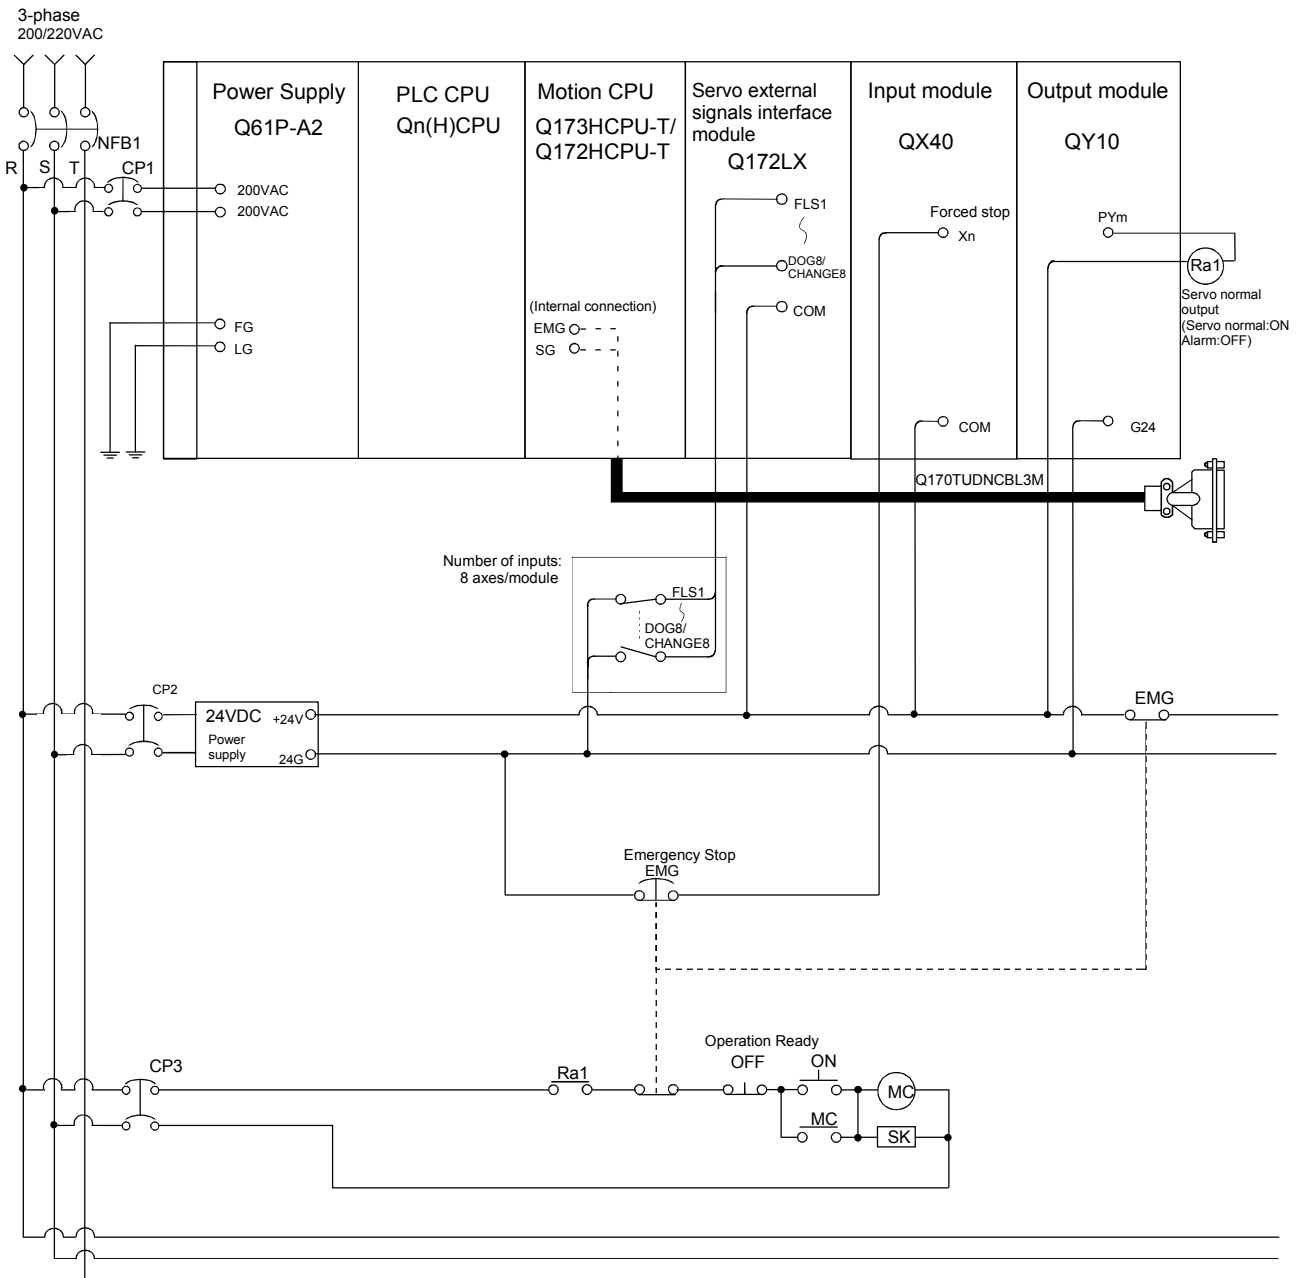 3-phase
200/220VAC
NFB1
R S T
CP1
Power Supply
Q61P-A2
200VAC
200VAC
FG
LG
PLC CPU
Qn(H)CPU
Motion CPU
Q173HCPU-T/
Q172HCPU-T
(Internal connection)
EMG
SG
Servo external
signals interface
module
Q172LX
FLS1
DOG8/
CHANGE8
COM
Input module
QX40
Forced stop
Xn
COM
Output module
QY10
PYm
Ra1
Servo normal
output
(Servo normal:ON
Alarm:OFF)
G24
Q170TUDNCBL3M
Number of inputs:
8 axes/module
FLS1
DOG8/
CHANGE8
CP2
24VDC +24V
Power
supply
24G
EMG
Emergency Stop
EMG
CP3
Ra1
Operation Ready
OFF
ON
MC
MC
SK